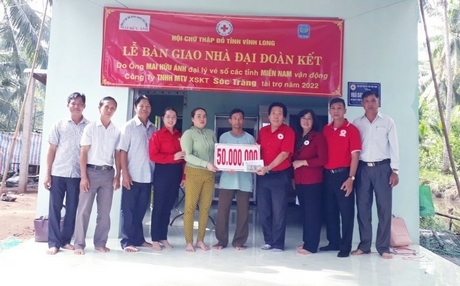 HỘI CHỮ THẬP ĐỎ TỈNH VĨNH LONG
LỄ BÀN GIAO NHÀ ĐẠI ĐOÀN KẾT
Do Ông MAI HỮU ÁNH đại lý vé số các tỉnh MIỀN NAM vận động
Công Ty TNHH MTV XSKT Sóc Trăng tài trợ năm 2022
50.000.000